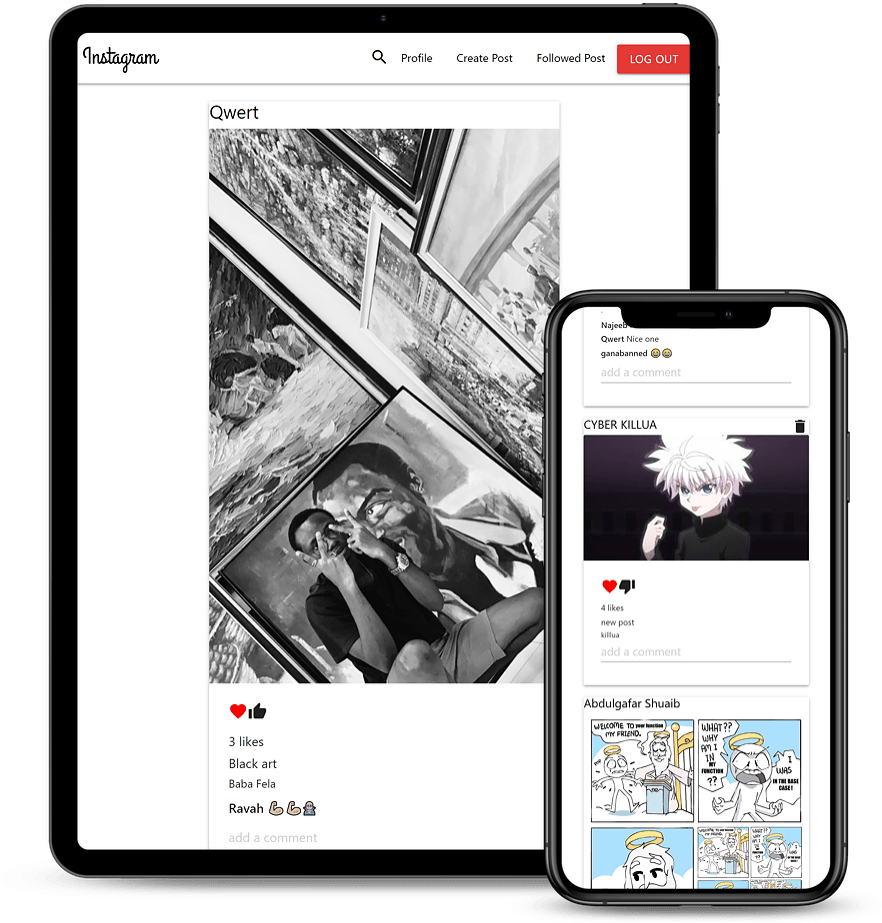 Instagram
Profile
Create Post
Followed Post
LOG OUT
Qwert
3 likes
Black art
Baba Fela
Ravah 💪🏼💪🏼
add a comment
Najeeb
Qwert Nice one
ganabanned
add a comment
CYBER KILLUA
4 likes
new post
killua
add a comment
Abdulgafar Shuaib
WELCOME TO your function
MY FRIEND.
WHAT??
WHY
AM I
IN
MY
FUNCTION
??
I
WAS
IN THE BASE
CASE!